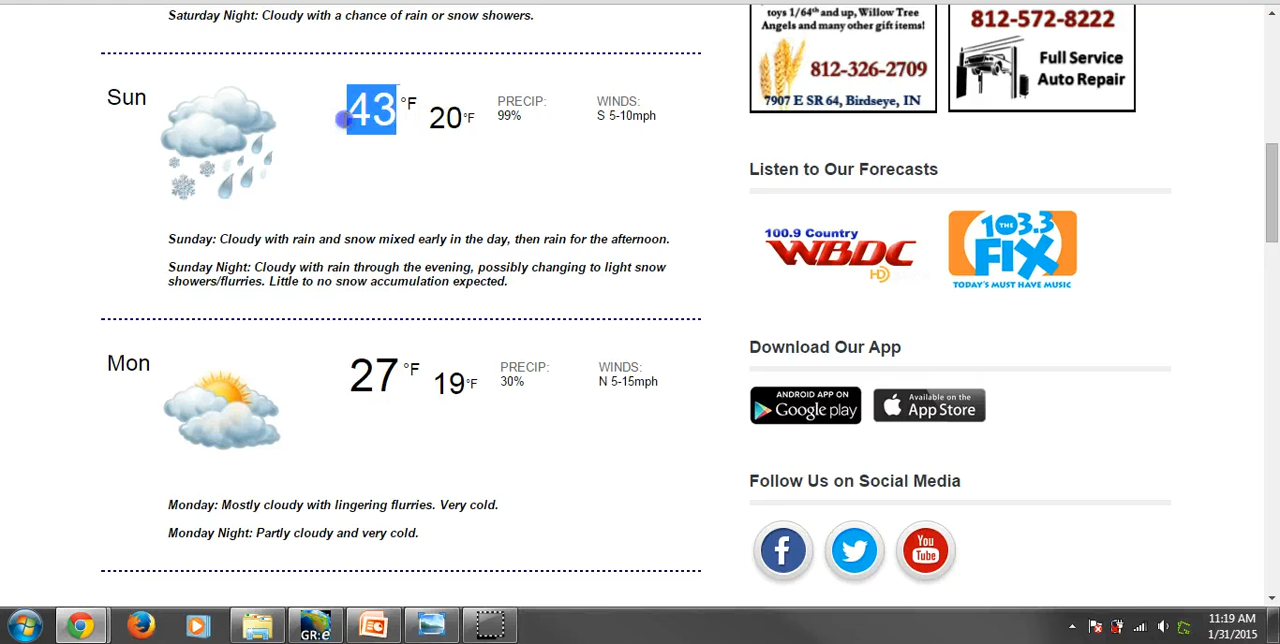 Saturday Night: Cloudy with a chance of rain or snow showers.
Sun
43 °F
20°F
PRECIP:
99%
WINDS:
S 5-10mph
Sunday: Cloudy with rain and snow mixed early in the day, then rain for the afternoon.
Sunday Night: Cloudy with rain through the evening, possibly changing to light snow
showers/flurries. Little to no snow accumulation expected.
Mon
27 °F
19°F
PRECIP:
30%
WINDS:
N 5-15mph
Monday: Mostly cloudy with lingering flurries. Very cold.
Monday Night: Partly cloudy and very cold.
toys 1/64th and up, Willow Tree
Angels and many other gift items!
812-326-2709
7907 E SR 64, Birdseye, IN
812-572-8222
Full Service
Auto Repair
Listen to Our Forecasts
100.9 Country
WBDC
HD
THE 103.3
FIX
TODAY'S MUST HAVE MUSIC
Download Our App
ANDROID APP ON
Google play
Available on the
App Store
Follow Us on Social Media
f
You
Tube
GR:e
11:19 AM
1/31/2015